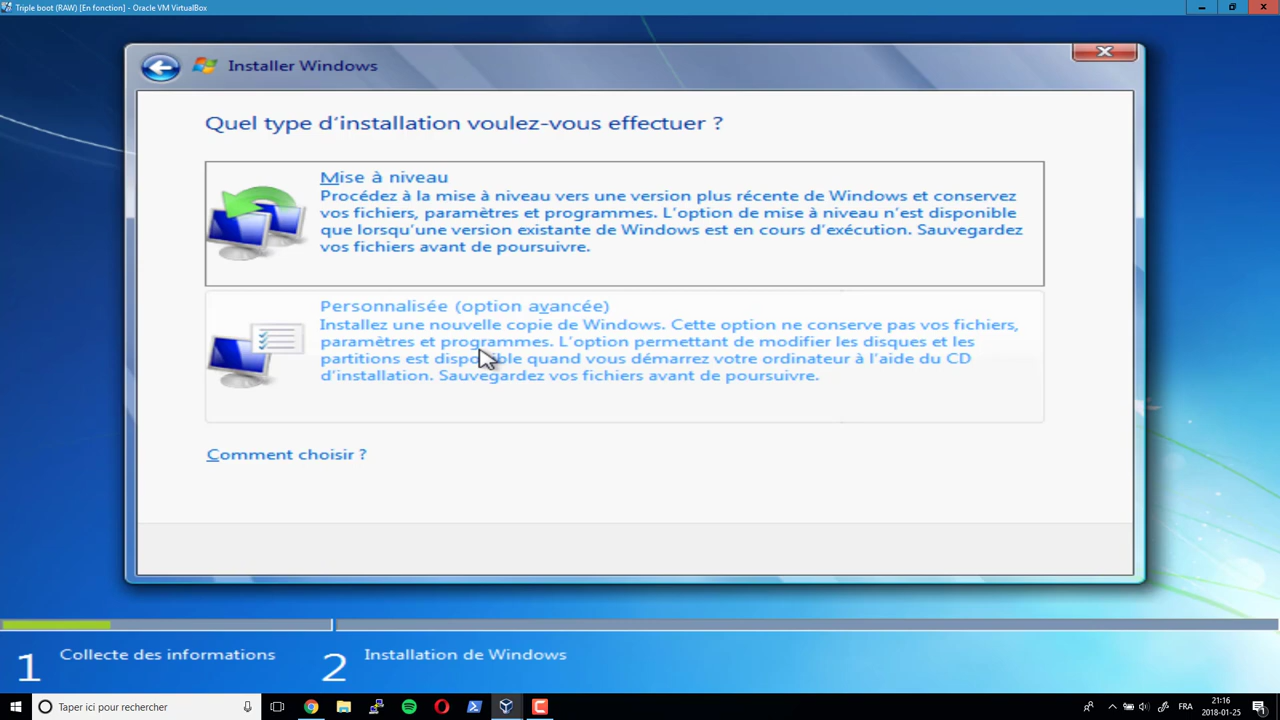 Triple boot (RAW) [En fonction] - Oracle VM VirtualBox
Installer Windows
Quel type d'installation voulez-vous effectuer ?
Mise à niveau
Procédez à la mise à niveau vers une version plus récente de Windows et conservez
vos fichiers, paramètres et programmes. L'option de mise à niveau n'est disponible
que lorsqu'une version existante de Windows est en cours d'exécution. Sauvegardez
vos fichiers avant de poursuivre.
Personnalisée (option avancée)
Installez une nouvelle copie de Windows. Cette option ne conserve pas vos fichiers,
paramètres et programmes. L'option permettant de modifier les disques et les
partitions est disponible quand vous démarrez votre ordinateur à l'aide du CD
d'installation. Sauvegardez vos fichiers avant de poursuivre.
Comment choisir ?
1 Collecte des informations 2 Installation de Windows
Taper ici pour rechercher
FRA
21:16
2018-01-25
1